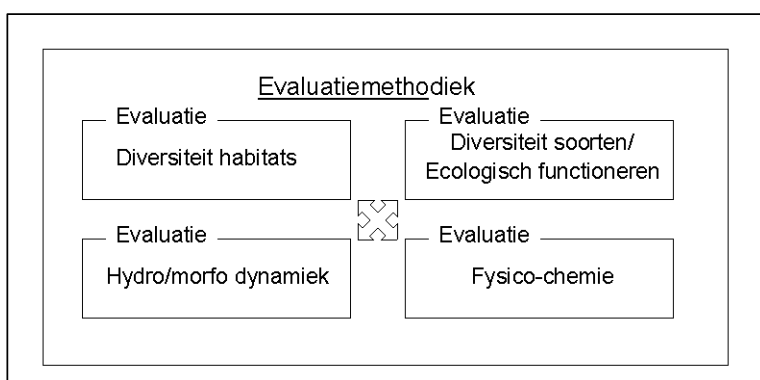 Evaluatiemethodiek
Evaluatie
Diversiteit habitats
Evaluatie
Diversiteit soorten/
Ecologisch functioneren
Evaluatie
Hydro/morfo dynamiek
Evaluatie
Fysico-chemie